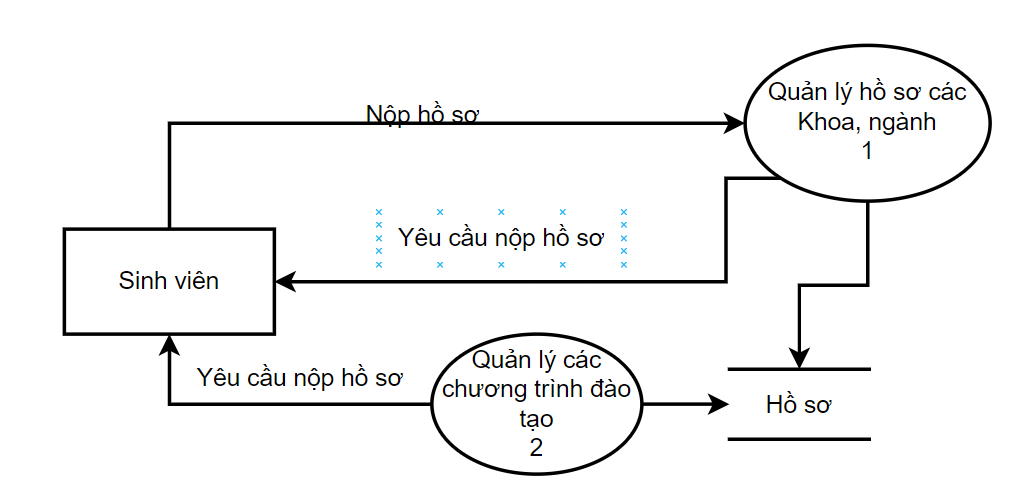 Nộp hồ sơ
Quản lý hồ sơ các
Khoa, ngành
1
Yêu cầu nộp hồ sơ
Sinh viên
Yêu cầu nộp hồ sơ
Quản lý các
chương trình đào
tạo
2
Hồ sơ